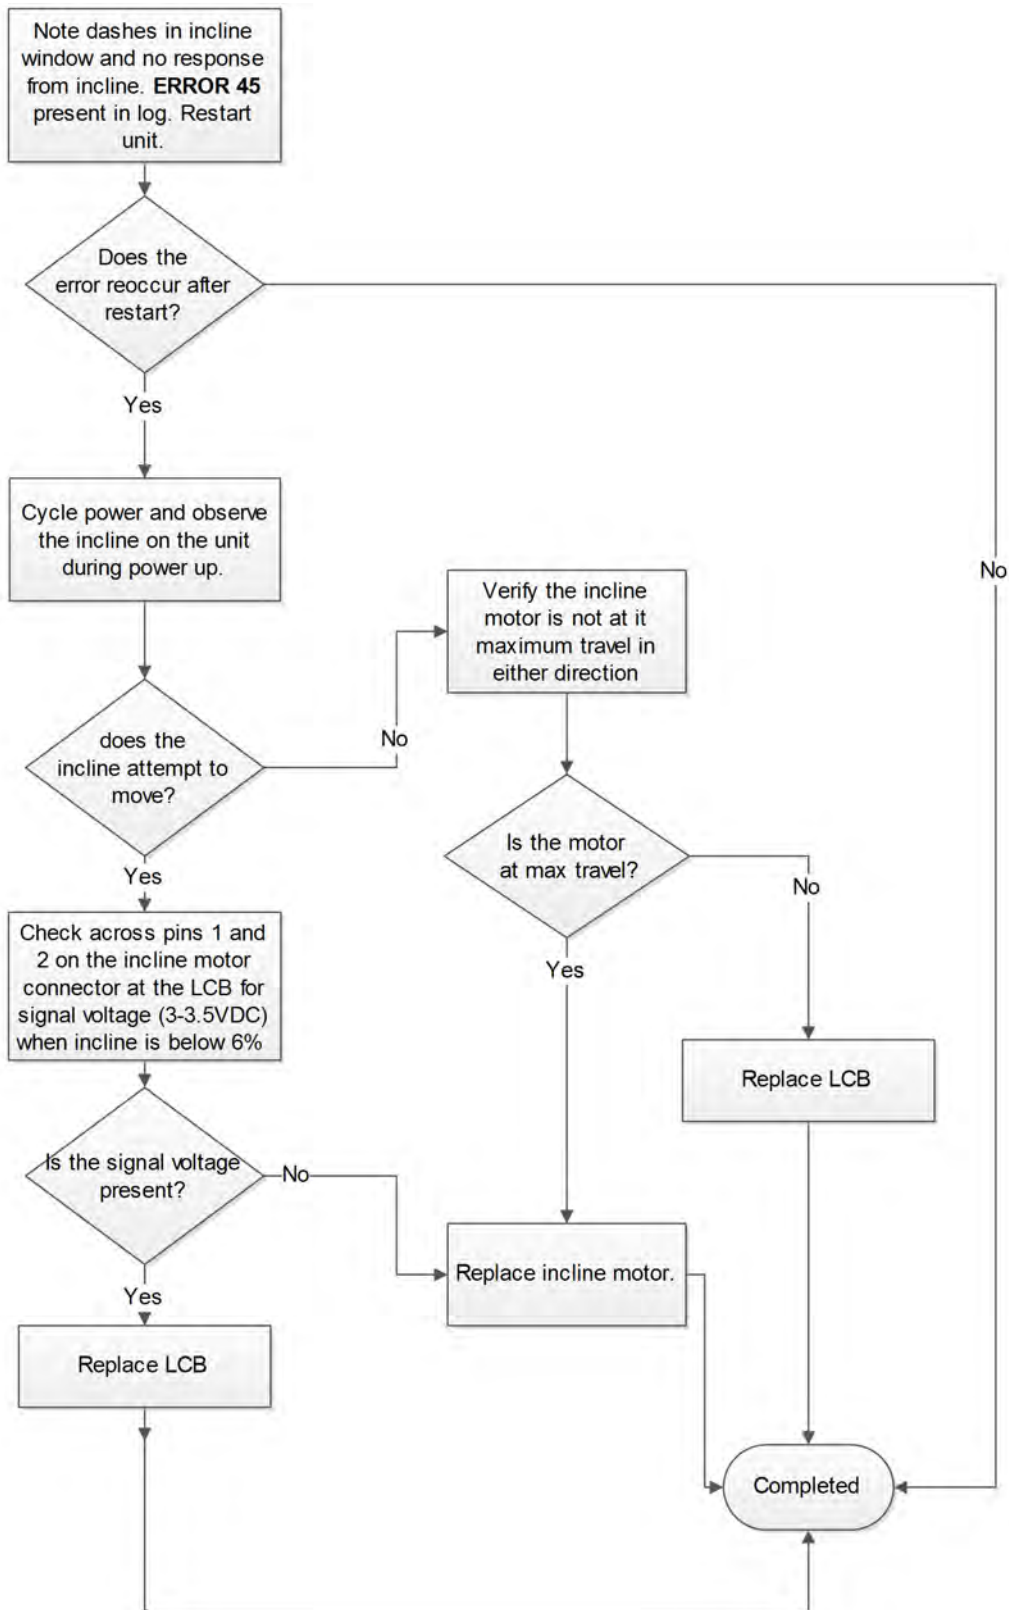 Note dashes in incline
window and no response
from incline. ERROR 45
present in log. Restart
unit.
Does the
error reoccur after
restart?
Yes
No
Cycle power and observe
the incline on the unit
during power up.
does the
incline attempt to
move?
No
Yes
Verify the incline
motor is not at it
maximum travel in
either direction
Is the motor
at max travel?
No
Yes
Check across pins 1 and
2 on the incline motor
connector at the LCB for
signal voltage (3-3.5VDC)
when incline is below 6%
Is the signal voltage
present?
No
Yes
Replace LCB
Replace incline motor.
Replace LCB
Completed